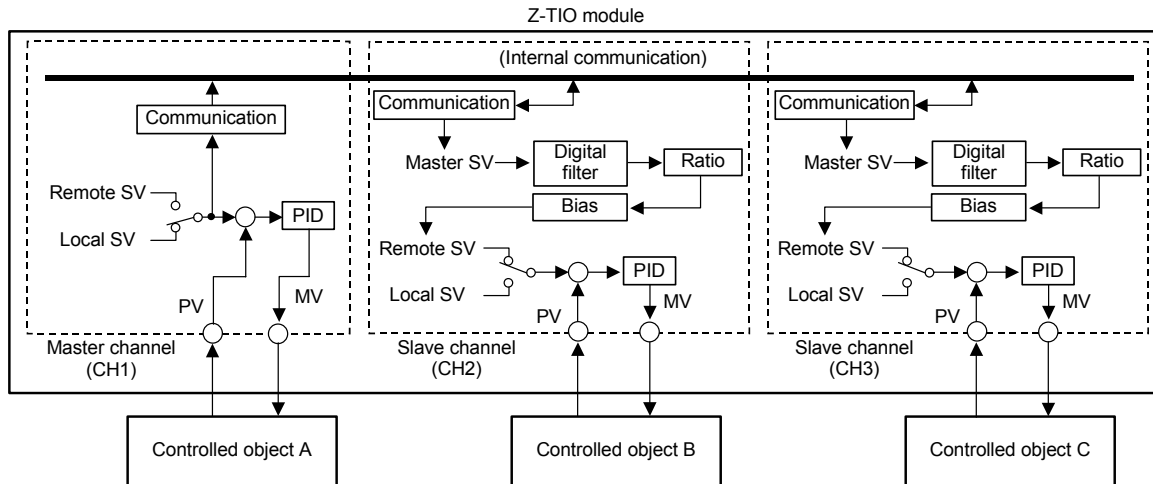 Z-TIO module
(Internal communication)
Communication
Remote SV
Local SV
PID
PV
MV
Master channel
(CH1)
Communication
Master SV
Digital
filter
Ratio
Bias
Remote SV
Local SV
PID
PV
MV
Slave channel
(CH2)
Communication
Master SV
Digital
filter
Ratio
Bias
Remote SV
Local SV
PID
PV
MV
Slave channel
(CH3)
Controlled object A
Controlled object B
Controlled object C